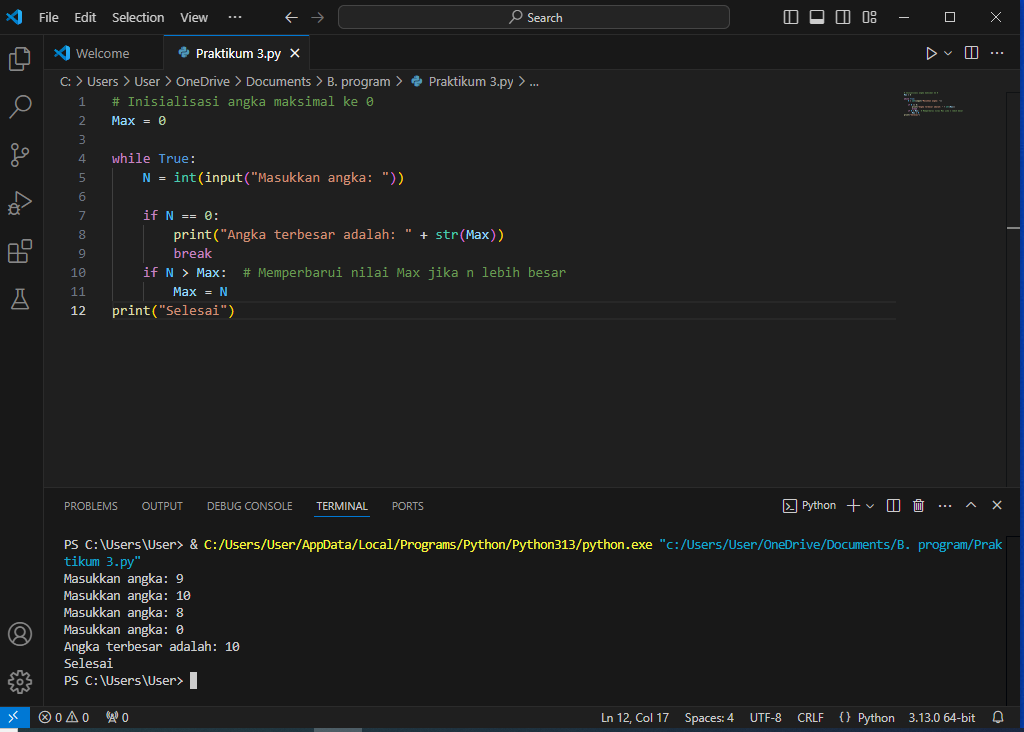 File Edit Selection View ··· Search
Welcome Praktikum 3.py
C: > Users > User > OneDrive > Documents > B. program > Praktikum 3.py > ...
1 # Inisialisasi angka maksimal ke 0
2 Max = 0
3
4 while True:
5 N = int(input("Masukkan angka: "))
6
7 if N == 0:
8 print("Angka terbesar adalah: " + str(Max))
9 break
10 if N > Max: # Memperbarui nilai Max jika n lebih besar
11 Max = N
12 print("Selesai")
PROBLEMS OUTPUT DEBUG CONSOLE TERMINAL PORTS Python
PS C:\Users\User> & C:/Users/User/AppData/Local/Programs/Python/Python313/python.exe "c:/Users/User/OneDrive/Documents/B. program/Prak
tikum 3.py"
Masukkan angka: 9
Masukkan angka: 10
Masukkan angka: 8
Masukkan angka: 0
Angka terbesar adalah: 10
Selesai
PS C:\Users\User>
0 0 0 Ln 12, Col 17 Spaces: 4 UTF-8 CRLF {} Python 3.13.0 64-bit